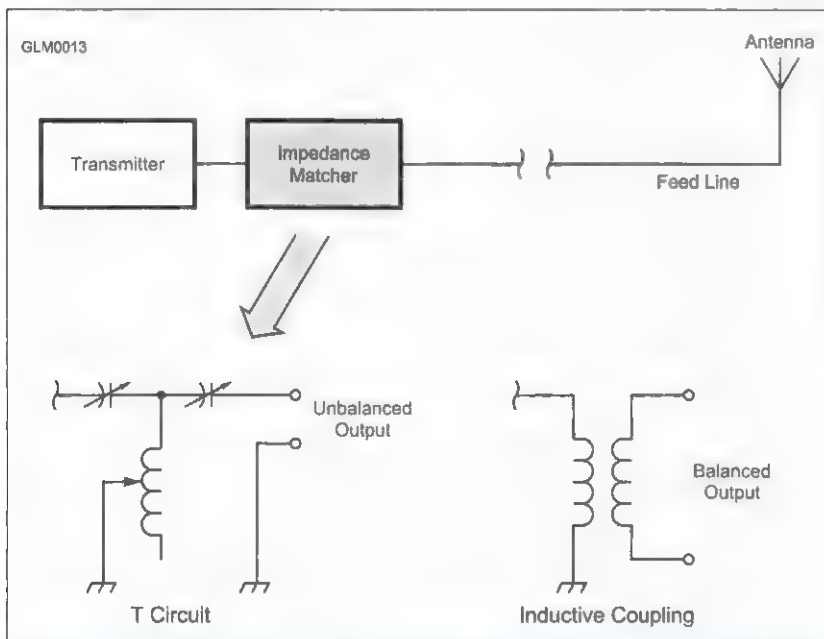 GLM0013
Antenna
Transmitter
Impedance
Matcher
Feed Line
Unbalanced
Output
Balanced
Output
T Circuit
Inductive Coupling